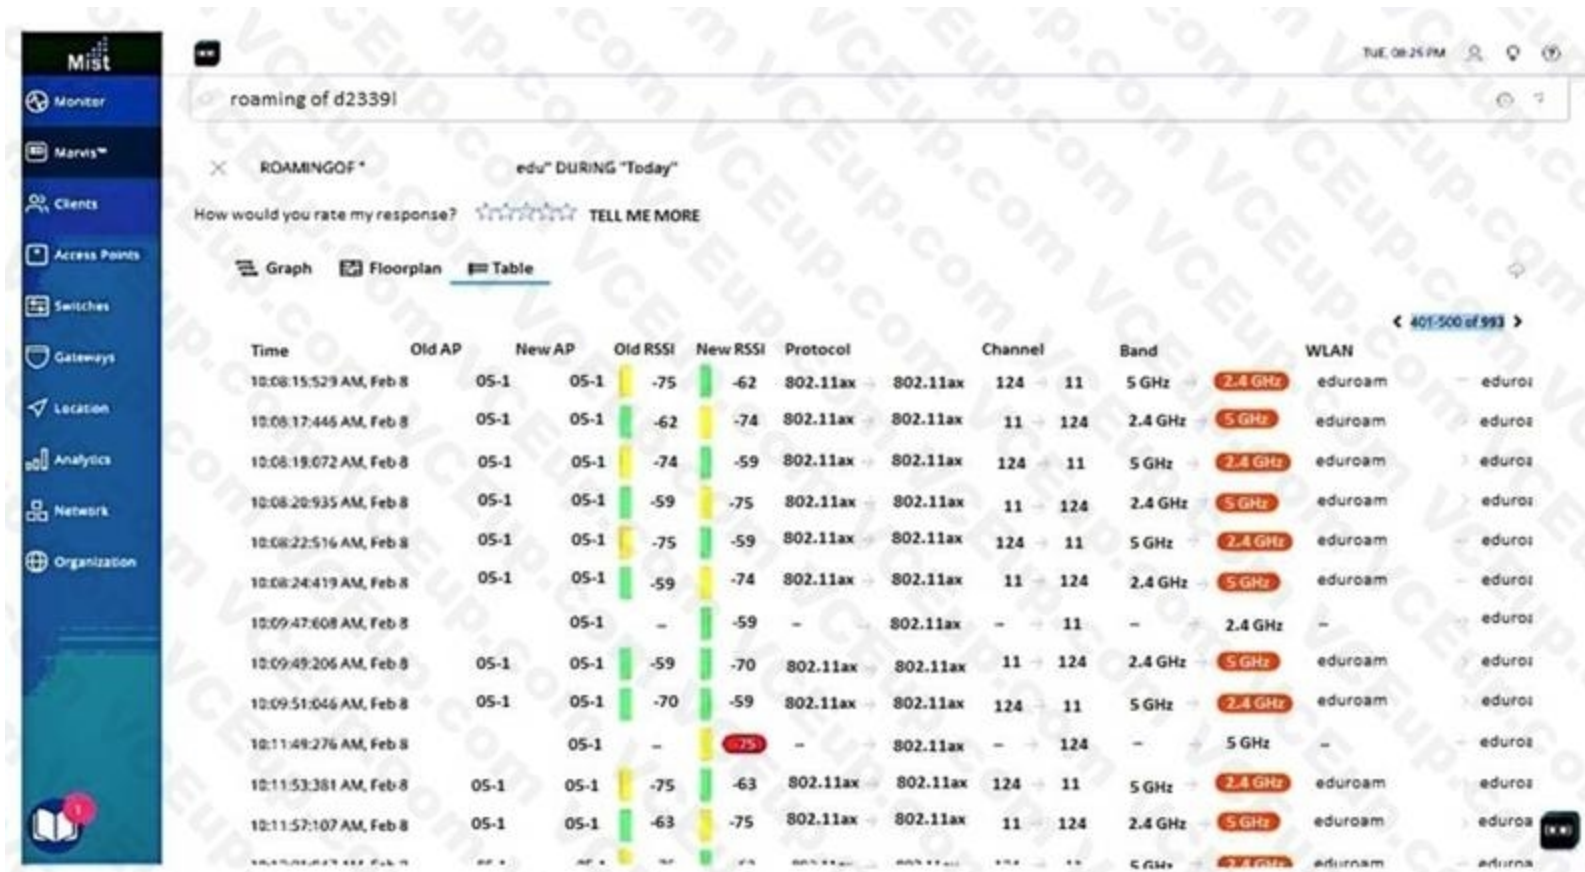 Mist
TUE, 08:25 PM
Monitor
roaming of d2339l
Marvis™
ROAMINGOF " edu" DURING "Today"
Clients
How would you rate my response? TELL ME MORE
Access Points
Graph Floorplan Table
Switches
401-500 of 993
Gateways
Time Old AP New AP Old RSSI New RSSI Protocol Channel Band WLAN
10:08:15:529 AM, Feb 8 05-1 05-1 -75 -62 802.11ax 802.11ax 124 11 5 GHz 2.4 GHz eduroam
Location
10:08:17:446 AM, Feb 8 05-1 05-1 -62 -74 802.11ax 802.11ax 11 124 2.4 GHz 5 GHz eduroam
Analytics
10:08:19:072 AM, Feb 8 05-1 05-1 -74 -59 802.11ax 802.11ax 124 11 5 GHz 2.4 GHz eduroam
Network
10:08:20:935 AM, Feb 8 05-1 05-1 -59 -75 802.11ax 802.11ax 11 124 2.4 GHz 5 GHz eduroam
10:08:22:516 AM, Feb 8 05-1 05-1 -75 -59 802.11ax 802.11ax 124 11 5 GHz 2.4 GHz eduroam
Organization
10:08:24:419 AM, Feb 8 05-1 05-1 -59 -74 802.11ax 802.11ax 11 124 2.4 GHz 5 GHz eduroam
10:09:47:608 AM, Feb 8 05-1 – -59 – 802.11ax – 11 – 2.4 GHz –
10:09:49:206 AM, Feb 8 05-1 05-1 -59 -70 802.11ax 802.11ax 11 124 2.4 GHz 5 GHz eduroam
10:09:51:046 AM, Feb 8 05-1 05-1 -70 -59 802.11ax 802.11ax 124 11 5 GHz 2.4 GHz eduroam
10:11:49:276 AM, Feb 8 05-1 – -75 – 802.11ax – 124 – 5 GHz –
10:11:53:381 AM, Feb 8 05-1 05-1 -75 -63 802.11ax 802.11ax 124 11 5 GHz 2.4 GHz eduroam
1
10:11:57:107 AM, Feb 8 05-1 05-1 -63 -75 802.11ax 802.11ax 11 124 2.4 GHz 5 GHz eduroam
VCEup.com